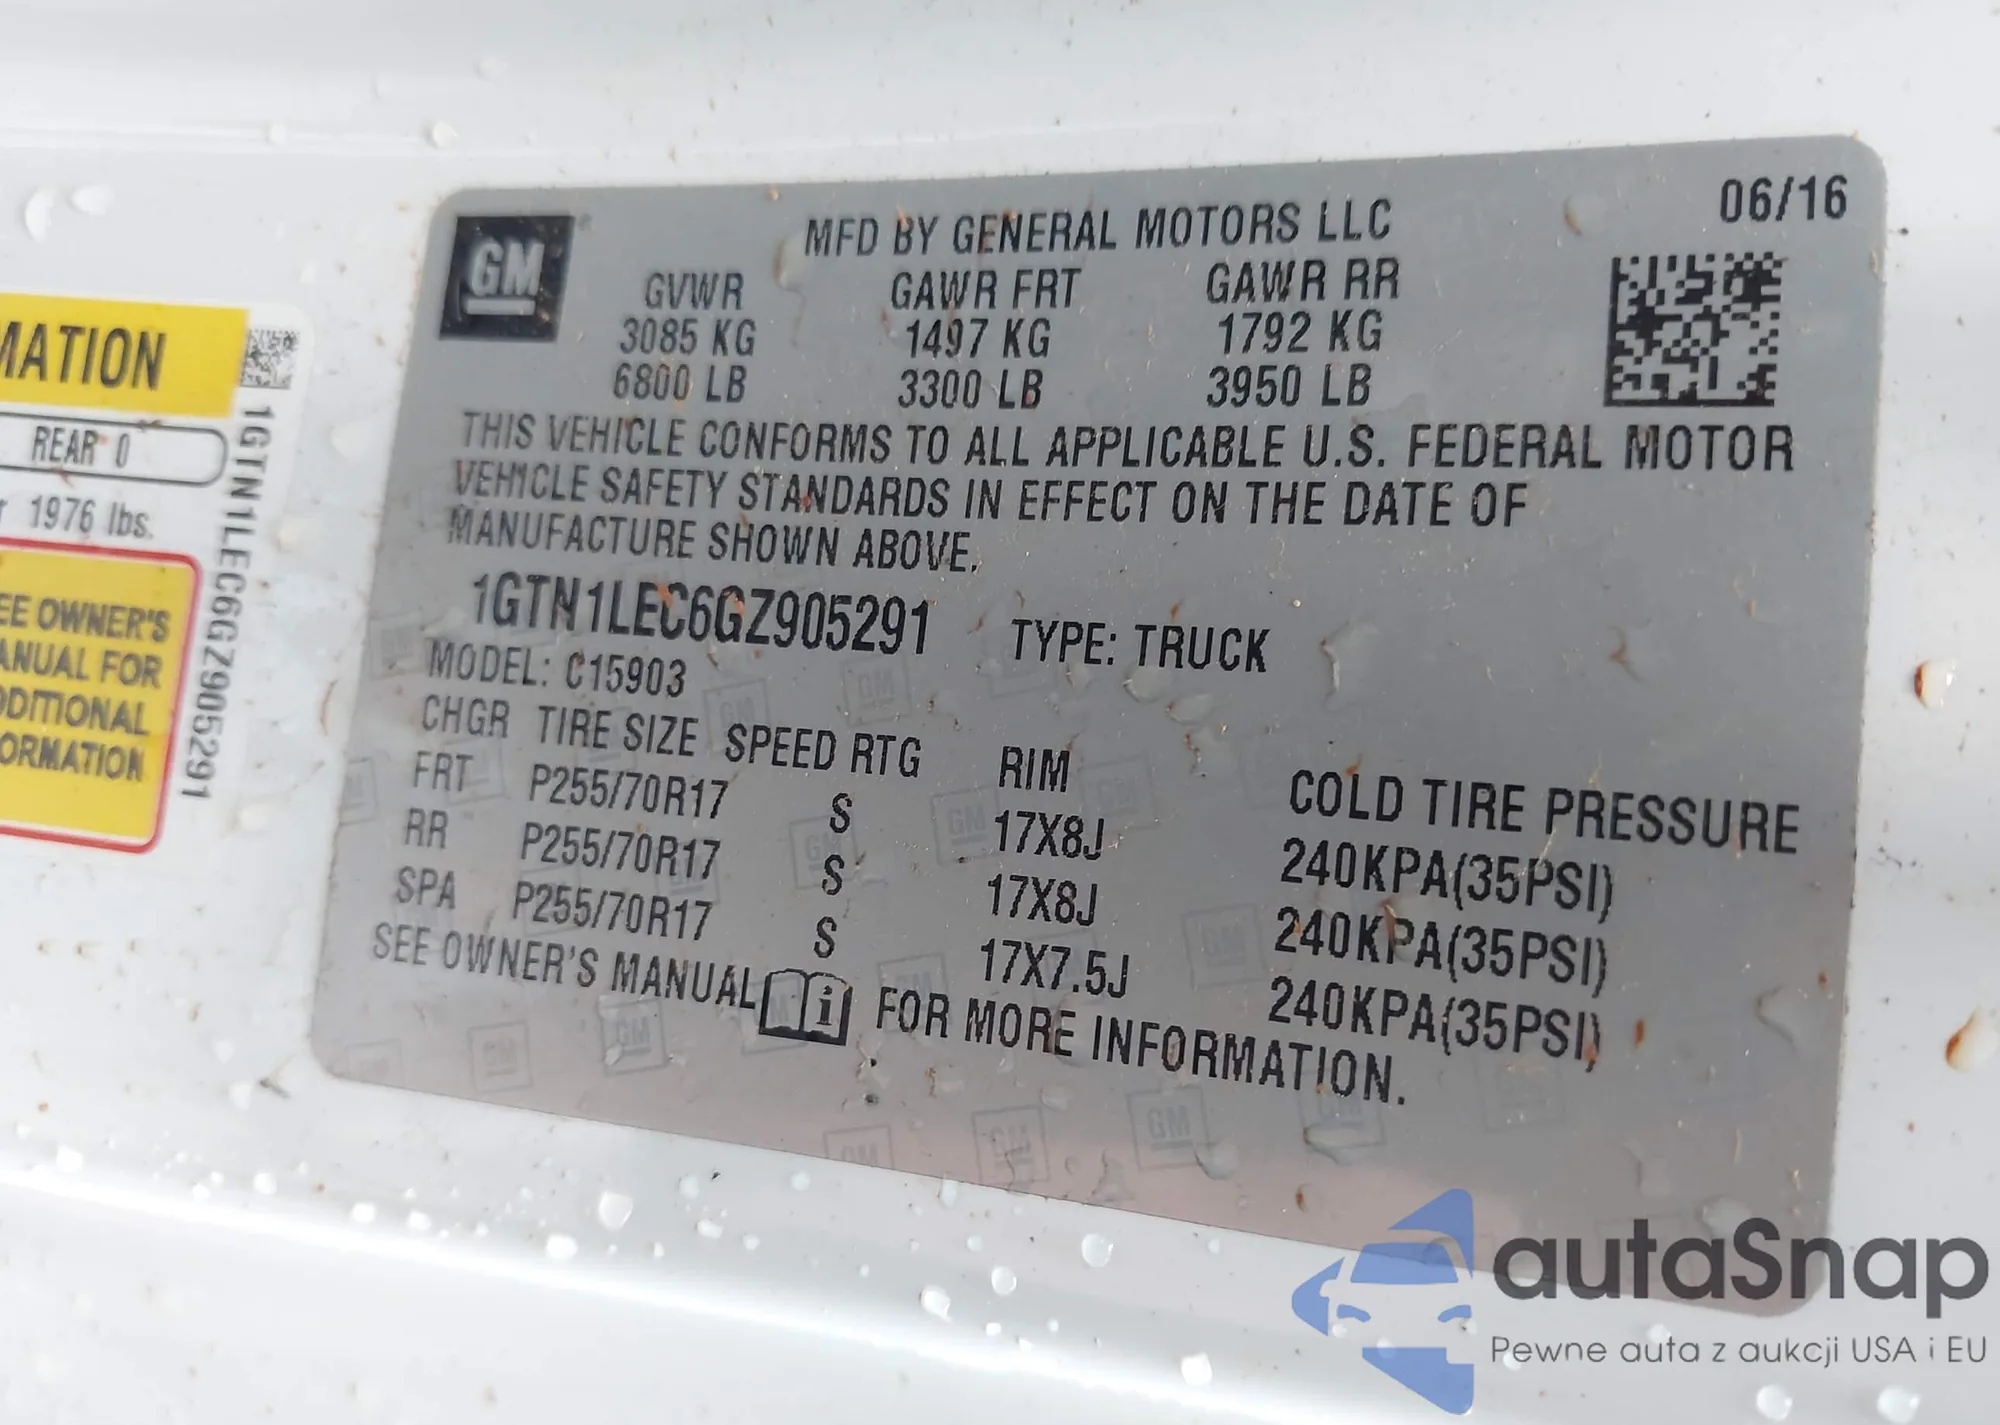 MATION
REAR 0
1976 lbs.
EE OWNER'S
ANUAL FOR
DDITIONAL
ORMATION
1GTN1LEC6GZ905291
GM
MFD BY GENERAL MOTORS LLC 06/16
GVWR GAWR FRT GAWR RR
3085 KG 1497 KG 1792 KG
6800 LB 3300 LB 3950 LB
THIS VEHICLE CONFORMS TO ALL APPLICABLE U.S. FEDERAL MOTOR
VEHICLE SAFETY STANDARDS IN EFFECT ON THE DATE OF
MANUFACTURE SHOWN ABOVE.
1GTN1LEC6GZ905291 TYPE: TRUCK
MODEL: C15903
CHGR TIRE SIZE SPEED RTG RIM COLD TIRE PRESSURE
FRT P255/70R17 S 17X8J 240KPA(35PSI)
RR P255/70R17 S 17X8J 240KPA(35PSI)
SPA P255/70R17 S 17X7.5J 240KPA(35PSI)
SEE OWNER'S MANUAL i FOR MORE INFORMATION.
autaSnap
Pewne auta z aukcji USA i EU